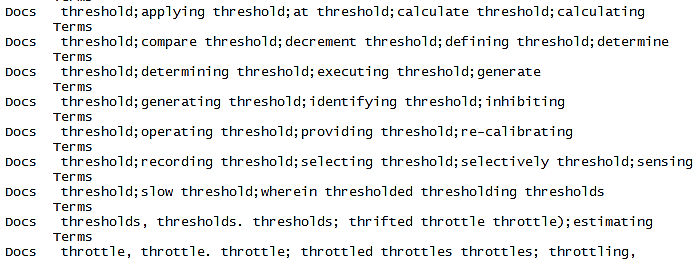 Terms
Docs threshold;applying threshold;at threshold;calculate threshold;calculating
Terms
Docs threshold;compare threshold;decrement threshold;defining threshold;determine
Terms
Docs threshold;determining threshold;executing threshold;generate
Terms
Docs threshold;generating threshold;identifying threshold;inhibiting
Terms
Docs threshold;operating threshold;providing threshold;re-calibrating
Terms
Docs threshold;recording threshold;selecting threshold;selectively threshold;sensing
Terms
Docs threshold;slow threshold;wherein thresholded thresholding thresholds
Terms
Docs thresholds, thresholds. thresholds; thrifted throttle throttle);estimating
Terms
Docs throttle, throttle. throttle; throttled throttles throttles; throttling,